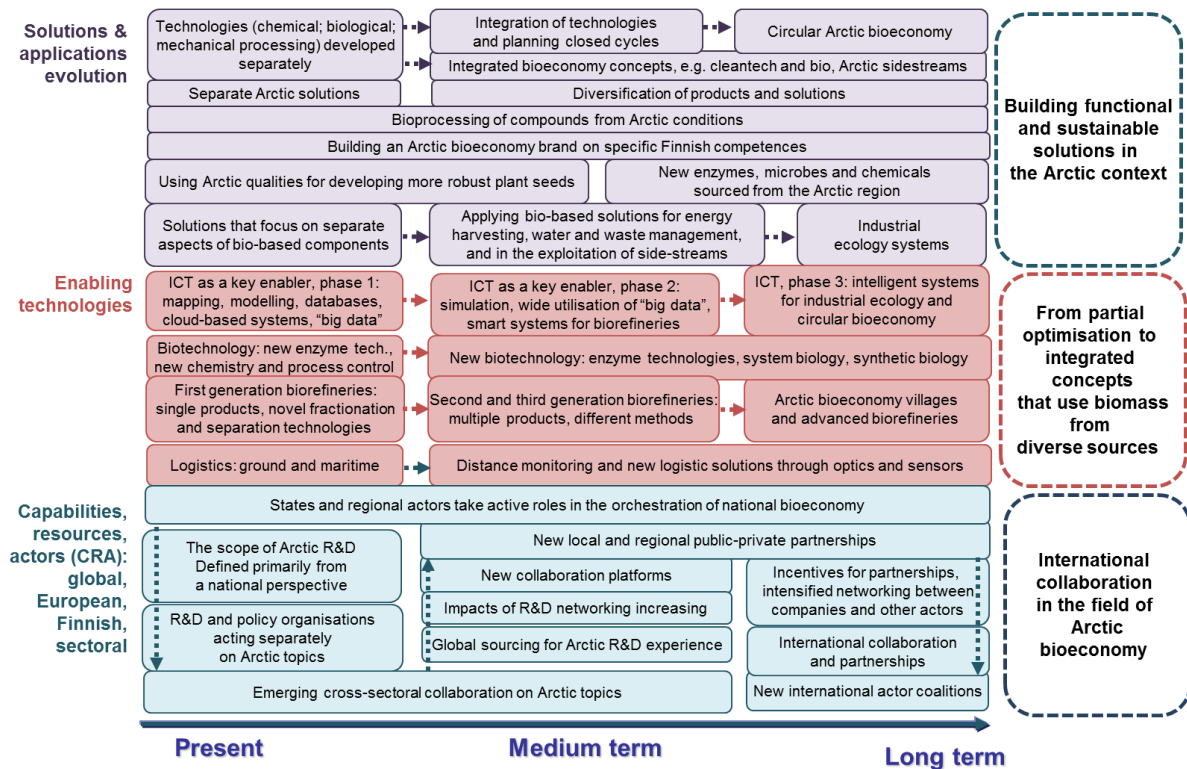 Solutions &
applications
evolution
Technologies (chemical; biological;
mechanical processing) developed
separately
Integration of technologies
and planning closed cycles
Circular Arctic bioeconomy
Integrated bioeconomy concepts, e.g. cleantech and bio, Arctic sidestreams
Separate Arctic solutions
Diversification of products and solutions
Bioprocessing of compounds from Arctic conditions
Building an Arctic bioeconomy brand on specific Finnish competences
Using Arctic qualities for developing more robust plant seeds
New enzymes, microbes and chemicals
sourced from the Arctic region
Solutions that focus on separate
aspects of bio-based components
Applying bio-based solutions for energy
harvesting, water and waste management,
and in the exploitation of side-streams
Industrial
ecology systems
Building functional
and sustainable
solutions in
the Arctic context
Enabling
technologies
ICT as a key enabler, phase 1:
mapping, modelling, databases,
cloud-based systems, “big data”
ICT as a key enabler, phase 2:
simulation, wide utilisation of “big data”,
smart systems for biorefineries
ICT, phase 3: intelligent systems
for industrial ecology and
circular bioeconomy
Biotechnology: new enzyme tech.,
new chemistry and process control
New biotechnology: enzyme technologies, system biology, synthetic biology
First generation biorefineries:
single products, novel fractionation
and separation technologies
Second and third generation biorefineries:
multiple products, different methods
Arctic bioeconomy villages
and advanced biorefineries
Logistics: ground and maritime
Distance monitoring and new logistic solutions through optics and sensors
From partial
optimisation to
integrated
concepts
that use biomass
from
diverse sources
Capabilities,
resources,
actors (CRA):
global,
European,
Finnish,
sectoral
States and regional actors take active roles in the orchestration of national bioeconomy
The scope of Arctic R&D
Defined primarily from
a national perspective
New local and regional public-private partnerships
New collaboration platforms
Incentives for partnerships,
intensified networking between
companies and other actors
Impacts of R&D networking increasing
R&D and policy organisations
acting separately
on Arctic topics
Global sourcing for Arctic R&D experience
International collaboration
and partnerships
Emerging cross-sectoral collaboration on Arctic topics
New international actor coalitions
International
collaboration
in the field of
Arctic
bioeconomy
Present
Medium term
Long term